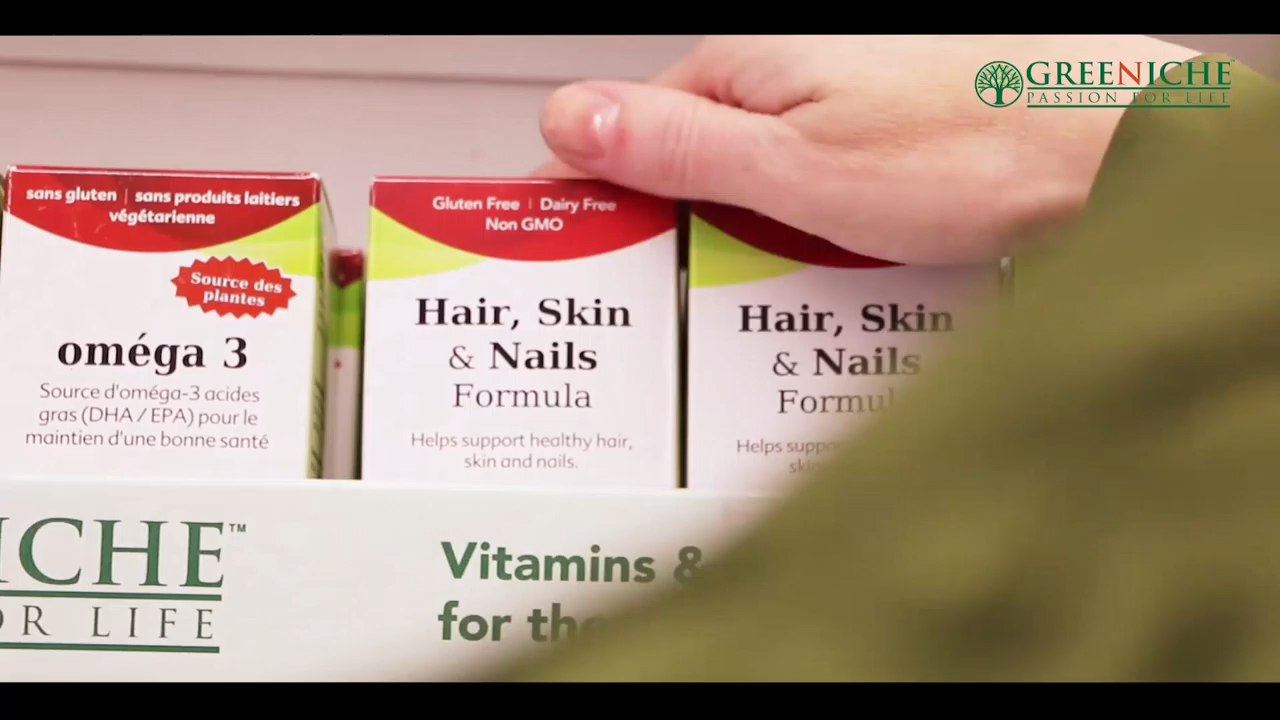 GREENICHE
PASSION FOR LIFE
sans gluten | sans produits laitiers
végétarienne
Source des
plantes
oméga 3
Source d'oméga-3 acides
gras (DHA / EPA) pour le
maintien d'une bonne santé
Gluten Free | Dairy Free
Non GMO
Hair, Skin
& Nails
Formula
Helps support healthy hair,
skin and nails.
Hair, Skin
& Nails
Helps
ICHE™
LIFE
Vitamins &
for